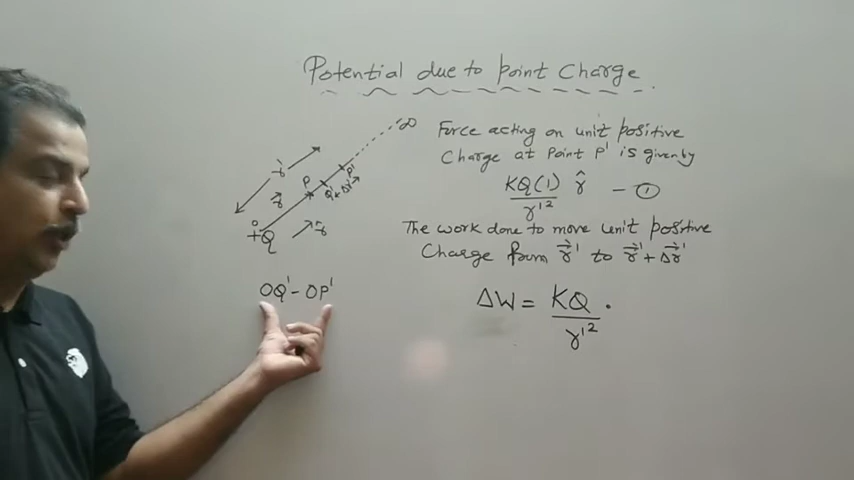 Potential due to point Charge.
∞
Force acting on unit positive
Charge at point P' is given by
KQ(1)/r'² r̂ — ①
The work done to move unit positive
Charge from r⃗' to r⃗' + Δr⃗'
ΔW = KQ/r'² ·
r'
P
P'
Q'
Δr'
r⃗
O
+Q
r̂
OQ' - OP'